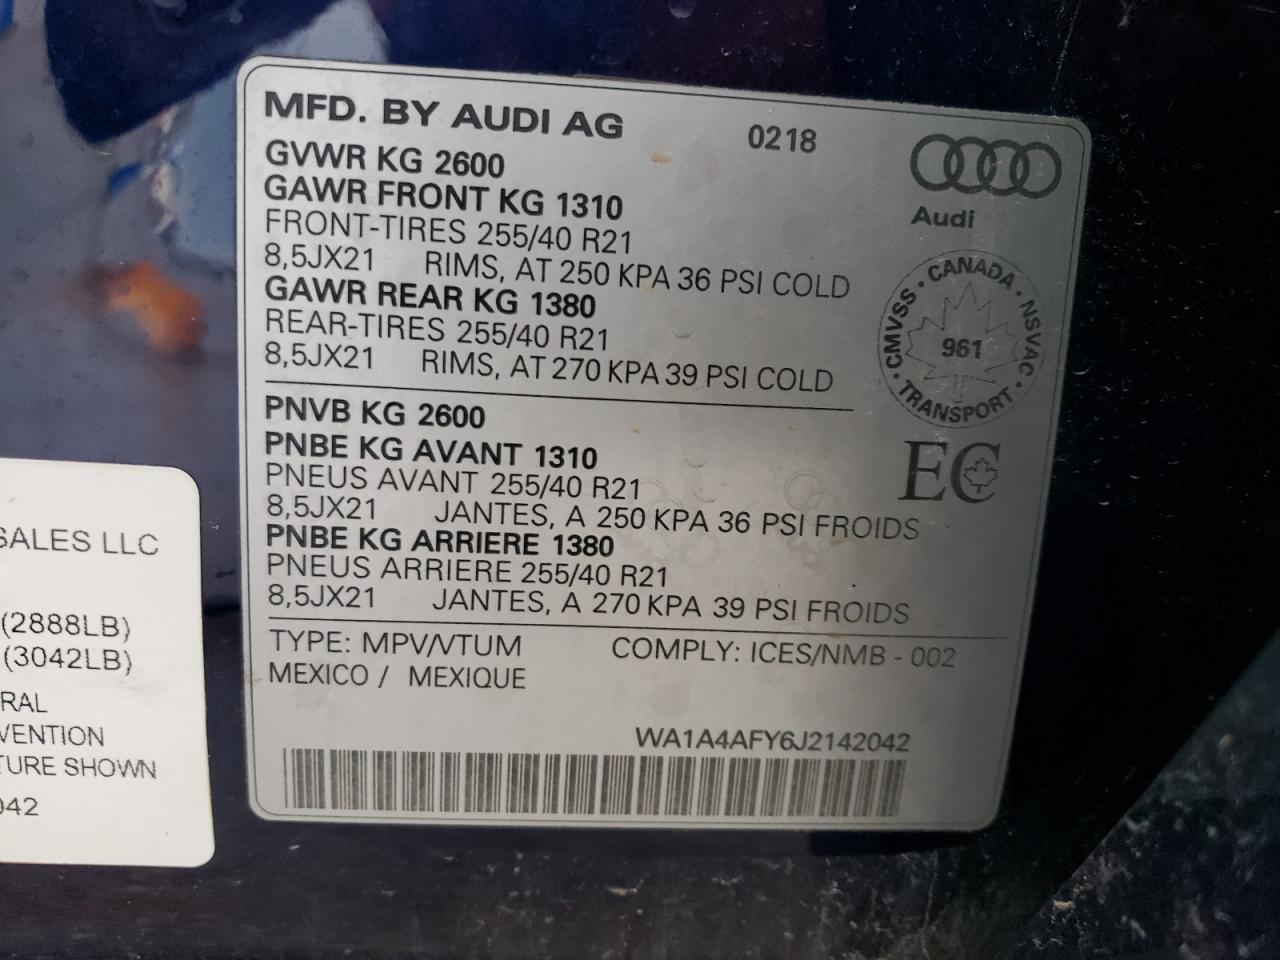 MFD. BY AUDI AG 0218
GVWR KG 2600
GAWR FRONT KG 1310
FRONT-TIRES 255/40 R21
8,5JX21 RIMS, AT 250 KPA 36 PSI COLD
GAWR REAR KG 1380
REAR-TIRES 255/40 R21
8,5JX21 RIMS, AT 270 KPA 39 PSI COLD
Audi
CMVSS · CANADA · NSVAC · TRANSPORT ·
961
PNVB KG 2600
PNBE KG AVANT 1310
PNEUS AVANT 255/40 R21
8,5JX21 JANTES, A 250 KPA 36 PSI FROIDS
PNBE KG ARRIERE 1380
PNEUS ARRIERE 255/40 R21
8,5JX21 JANTES, A 270 KPA 39 PSI FROIDS
EC
TYPE: MPV/VTUM COMPLY: ICES/NMB - 002
MEXICO / MEXIQUE
WA1A4AFY6J2142042
SALES LLC
(2888LB)
(3042LB)
RAL
VENTION
TURE SHOWN
042